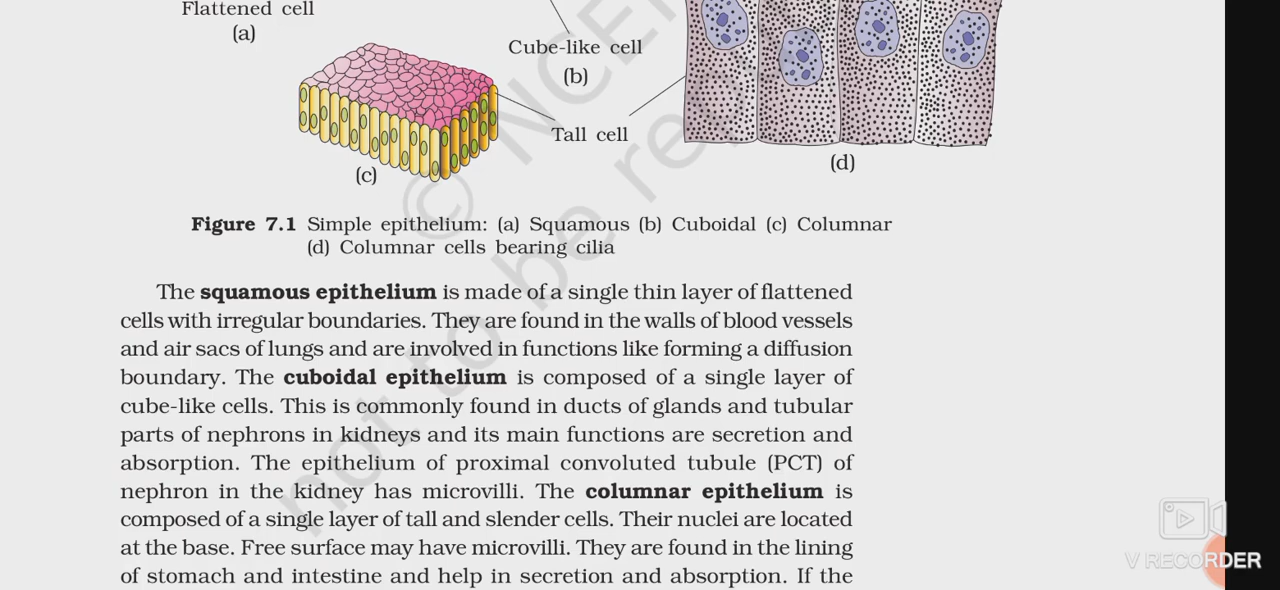 Flattened cell
(a)
Cube-like cell
(b)
Tall cell
(c)
(d)
© NCE
not to be re
Figure 7.1 Simple epithelium: (a) Squamous (b) Cuboidal (c) Columnar
(d) Columnar cells bearing cilia
The squamous epithelium is made of a single thin layer of flattened
cells with irregular boundaries. They are found in the walls of blood vessels
and air sacs of lungs and are involved in functions like forming a diffusion
boundary. The cuboidal epithelium is composed of a single layer of
cube-like cells. This is commonly found in ducts of glands and tubular
parts of nephrons in kidneys and its main functions are secretion and
absorption. The epithelium of proximal convoluted tubule (PCT) of
nephron in the kidney has microvilli. The columnar epithelium is
composed of a single layer of tall and slender cells. Their nuclei are located
at the base. Free surface may have microvilli. They are found in the lining
of stomach and intestine and help in secretion and absorption. If the
V RECORDER